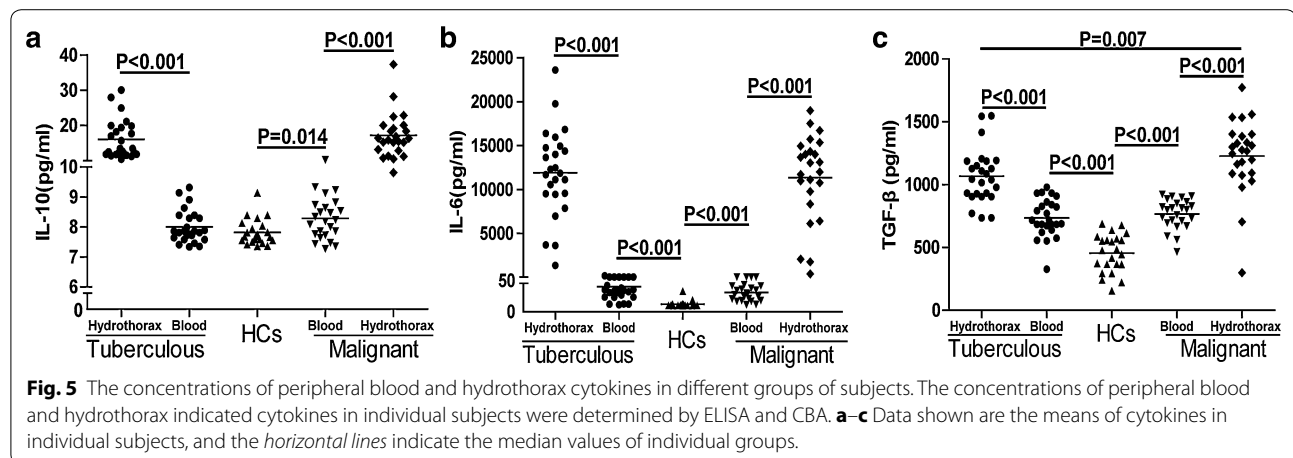 a
b
c
P<0.001
P<0.001
P=0.014
40
30
20
10
10
9
8
7
6
0
IL-10(pg/ml)
Hydrothorax Blood HCs Blood Hydrothorax
Tuberculous Malignant
P<0.001
P<0.001
P<0.001
P<0.001
25000
20000
15000
10000
5000
50
0
IL-6(pg/ml)
Hydrothorax Blood HCs Blood Hydrothorax
Tuberculous Malignant
P=0.007
P<0.001
P<0.001
P<0.001
P<0.001
2000
1500
1000
500
0
TGF-β (pg/ml)
Hydrothorax Blood HCs Blood Hydrothorax
Tuberculous Malignant
Fig. 5 The concentrations of peripheral blood and hydrothorax cytokines in different groups of subjects. The concentrations of peripheral blood
and hydrothorax indicated cytokines in individual subjects were determined by ELISA and CBA. a–c Data shown are the means of cytokines in
individual subjects, and the horizontal lines indicate the median values of individual groups.